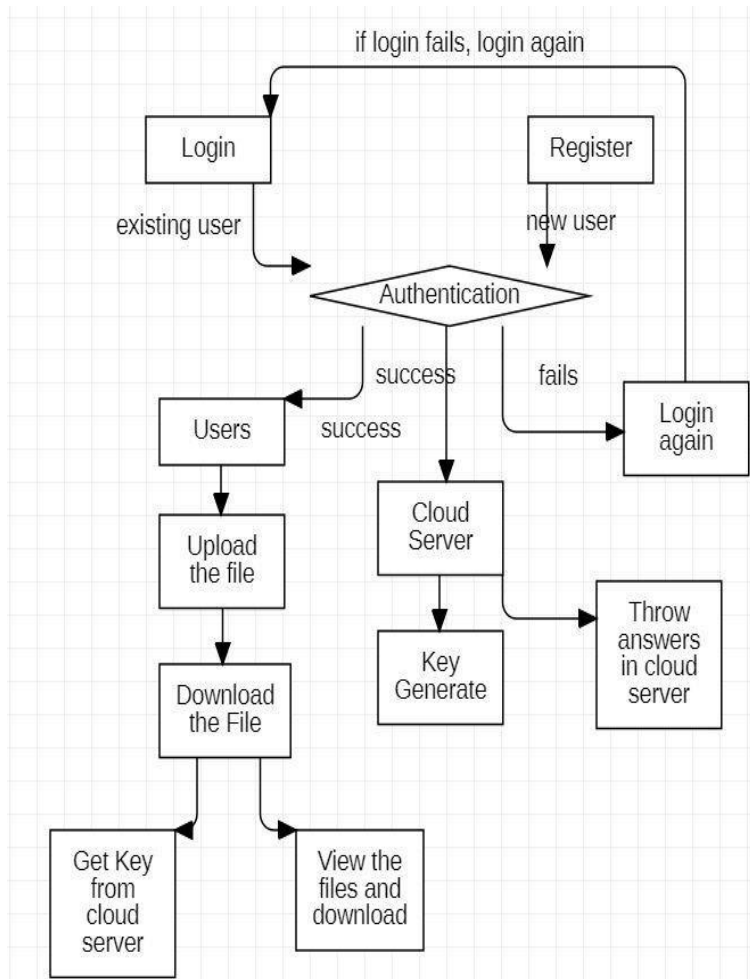 if login fails, login again
Login
Register
existing user
new user
Authentication
success
fails
Users
success
Login
again
Upload
the file
Cloud
Server
Throw
answers
in cloud
server
Key
Generate
Download
the File
Get Key
from
cloud
server
View the
files and
download